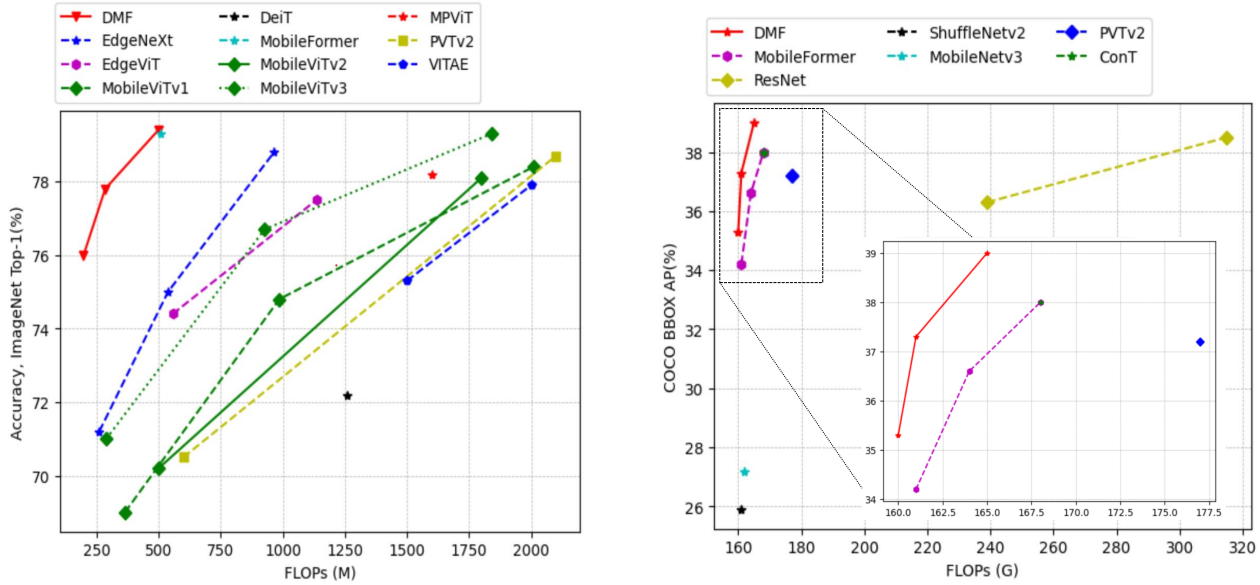 DMF
EdgeNeXt
EdgeViT
MobileViTv1
DeiT
MobileFormer
MobileViTv2
MobileViTv3
MPViT
PVTv2
VITAE
Accuracy, ImageNet Top-1(%)
78
76
74
72
70
250 500 750 1000 1250 1500 1750 2000
FLOPs (M)
DMF
MobileFormer
ResNet
ShuffleNetv2
MobileNetv3
PVTv2
ConT
COCO BBOX AP(%)
38
36
34
32
30
28
26
160 180 200 220 240 260 280 300 320
FLOPs (G)
39
38
37
36
35
34
160.0 162.5 165.0 167.5 170.0 172.5 175.0 177.5